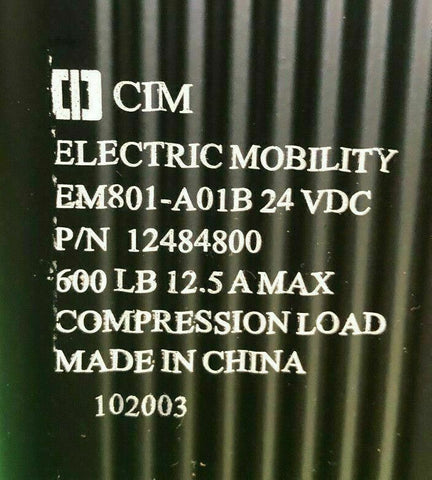 CIM
ELECTRIC MOBILITY
EM801-A01B 24 VDC
P/N 12484800
600 LB 12.5 A MAX
COMPRESSION LOAD
MADE IN CHINA
102003